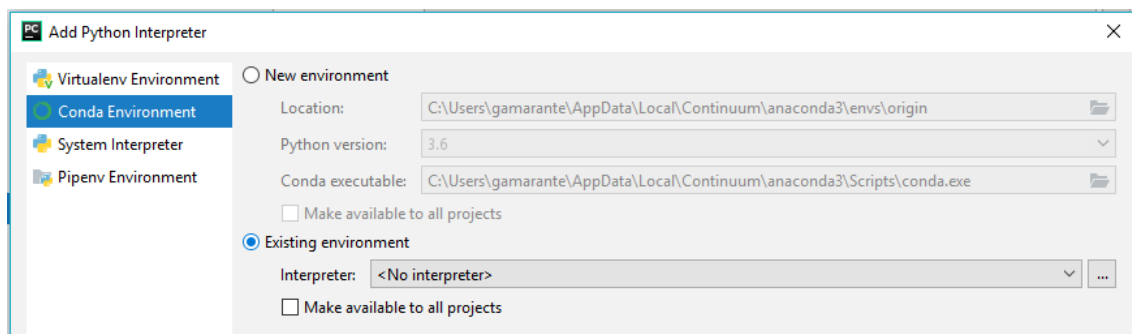 PC Add Python Interpreter
Virtualenv Environment
Conda Environment
System Interpreter
Pipenv Environment
New environment
Location: C:\Users\gamarante\AppData\Local\Continuum\anaconda3\envs\origin
Python version: 3.6
Conda executable: C:\Users\gamarante\AppData\Local\Continuum\anaconda3\Scripts\conda.exe
Make available to all projects
Existing environment
Interpreter: <No interpreter> ...
Make available to all projects